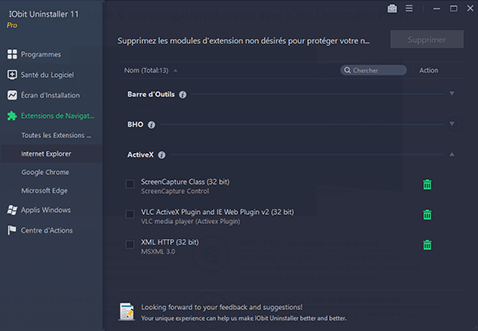 IObit Uninstaller 11
Pro
Supprimez les modules d'extension non désirés pour protéger votre n...
Supprimer
Programmes
Santé du Logiciel
Écran d'Installation
Extensions de Navigat...
Toutes les Extensions ...
Internet Explorer
Google Chrome
Microsoft Edge
Applis Windows
Centre d'Actions
Nom (Total:13)
Chercher
Action
Barre d'Outils
BHO
ActiveX
ScreenCapture Class (32 bit)
ScreenCapture Control
VLC ActiveX Plugin and IE Web Plugin v2 (32 bit)
VLC media player (Activex Plugin)
XML HTTP (32 bit)
MSXML 3.0
Looking forward to your feedback and suggestions!
Your unique experience can help us make IObit Uninstaller better and better.